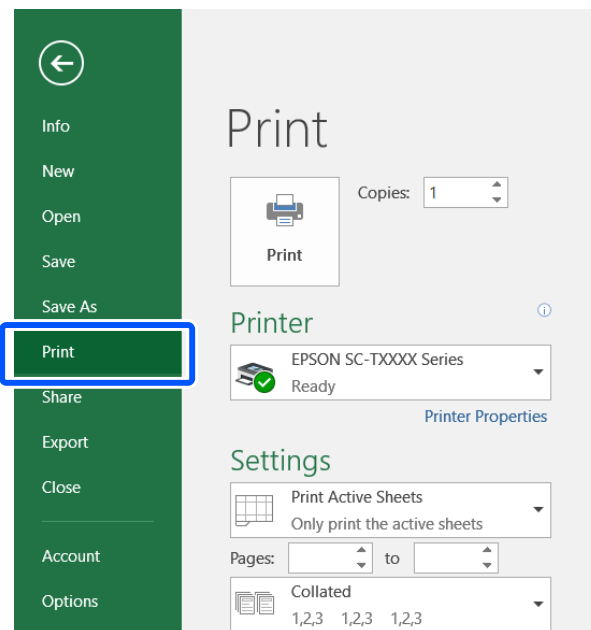 Info
New
Open
Save
Save As
Print
Share
Export
Close
Account
Options
Print
Copies: 1
Print
Printer
EPSON SC-TXXXX Series
Ready
Printer Properties
Settings
Print Active Sheets
Only print the active sheets
Pages: to
Collated
1,2,3 1,2,3 1,2,3